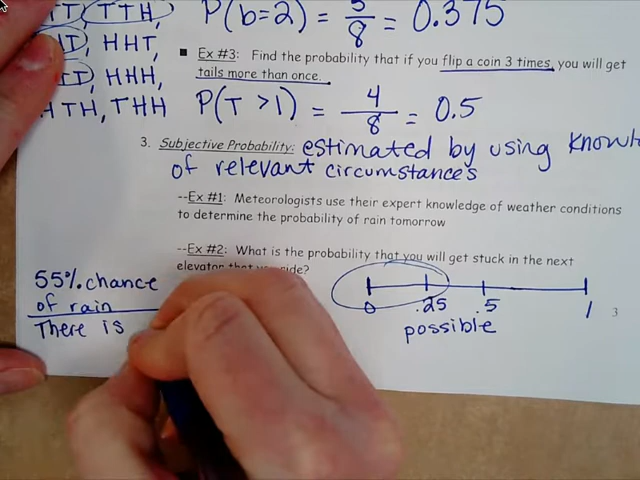 TTH,
P(b=2) = 3/8 = 0.375
HHT,
Ex #3: Find the probability that if you flip a coin 3 times, you will get
tails more than once.
HHH,
HTH, THH
P(T >1) = 4/8 = 0.5
3. Subjective Probability: estimated by using
of relevant circumstances
--Ex #1: Meteorologists use their expert knowledge of weather conditions
to determine the probability of rain tomorrow
--Ex #2: What is the probability that you will get stuck in the next
elevator that you ride?
55% chance
of rain
There is
0 .25 .5 1
possible
3